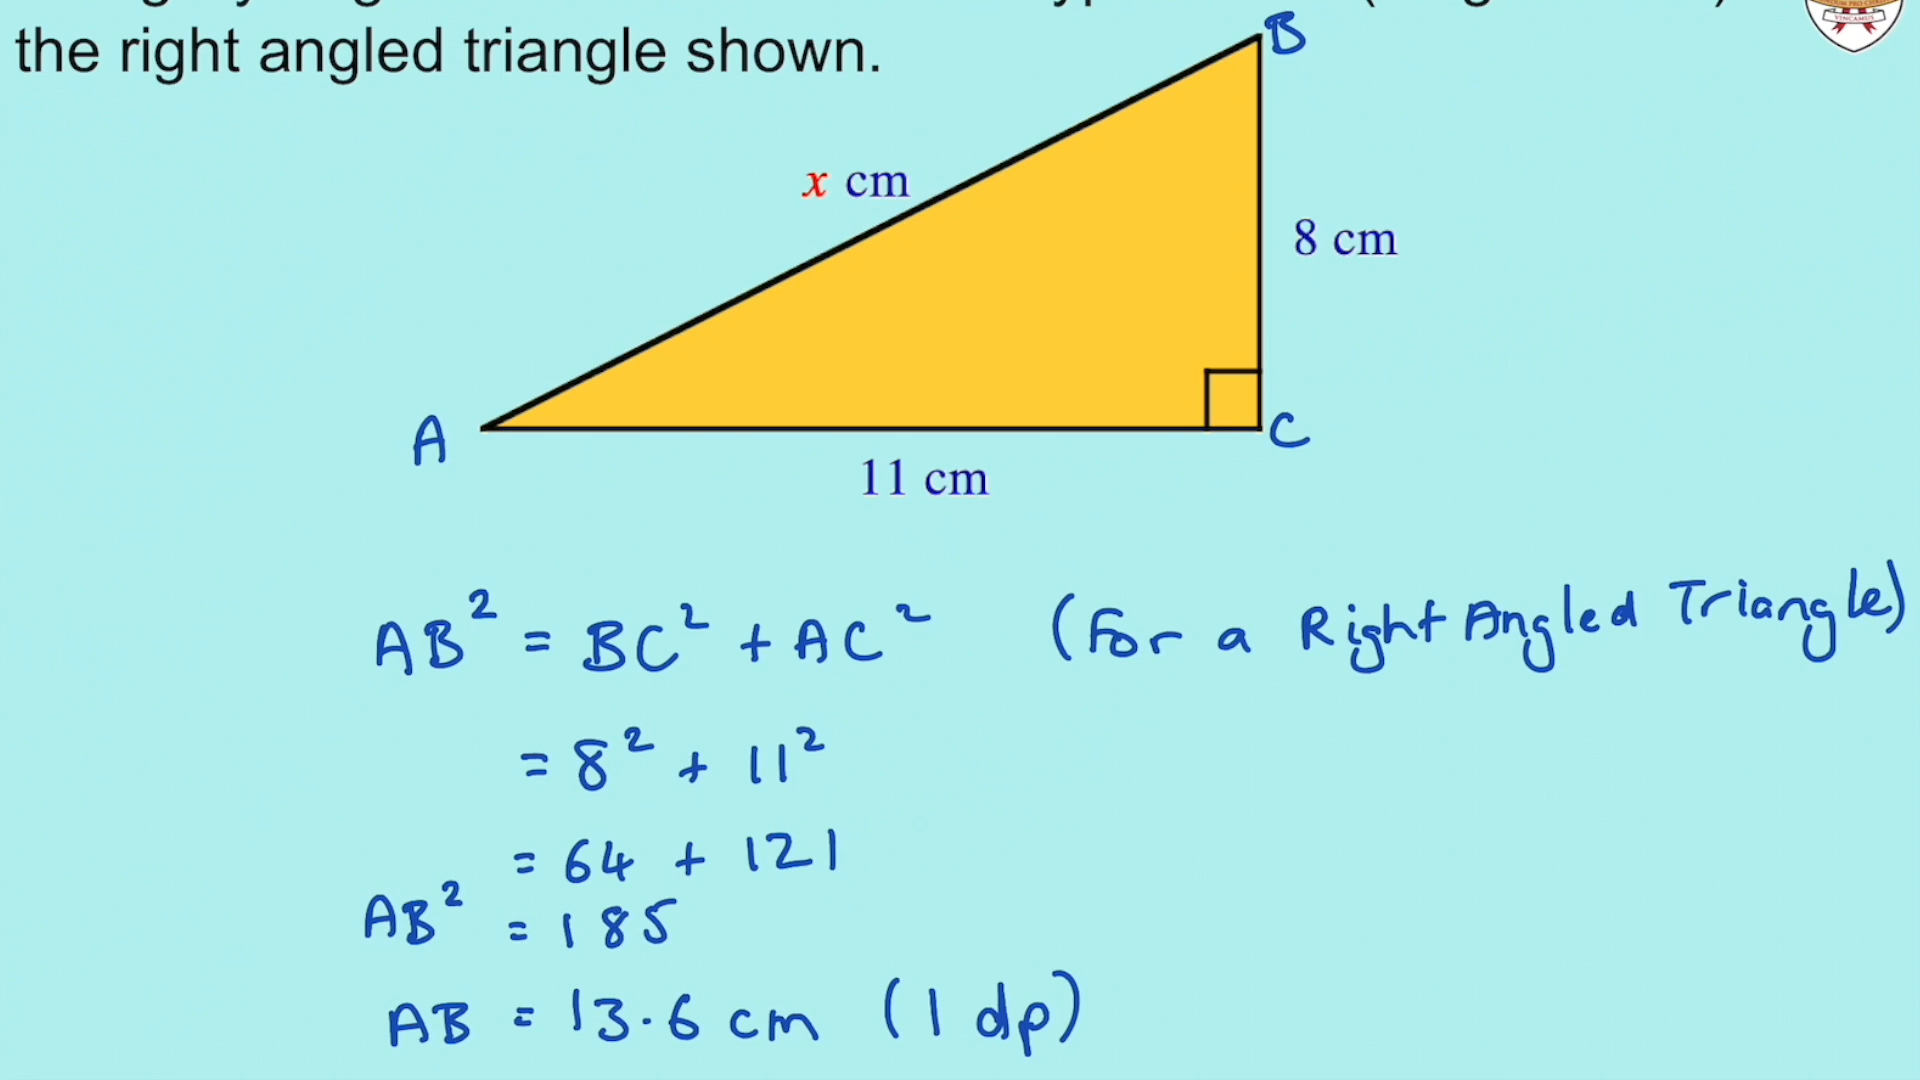 the right angled triangle shown.
B
x cm
8 cm
A
C
11 cm
AB² = BC² + AC² (For a Right Angled Triangle)
= 8² + 11²
= 64 + 121
AB² = 185
AB = 13.6 cm (1 dp)
VINCAMUS